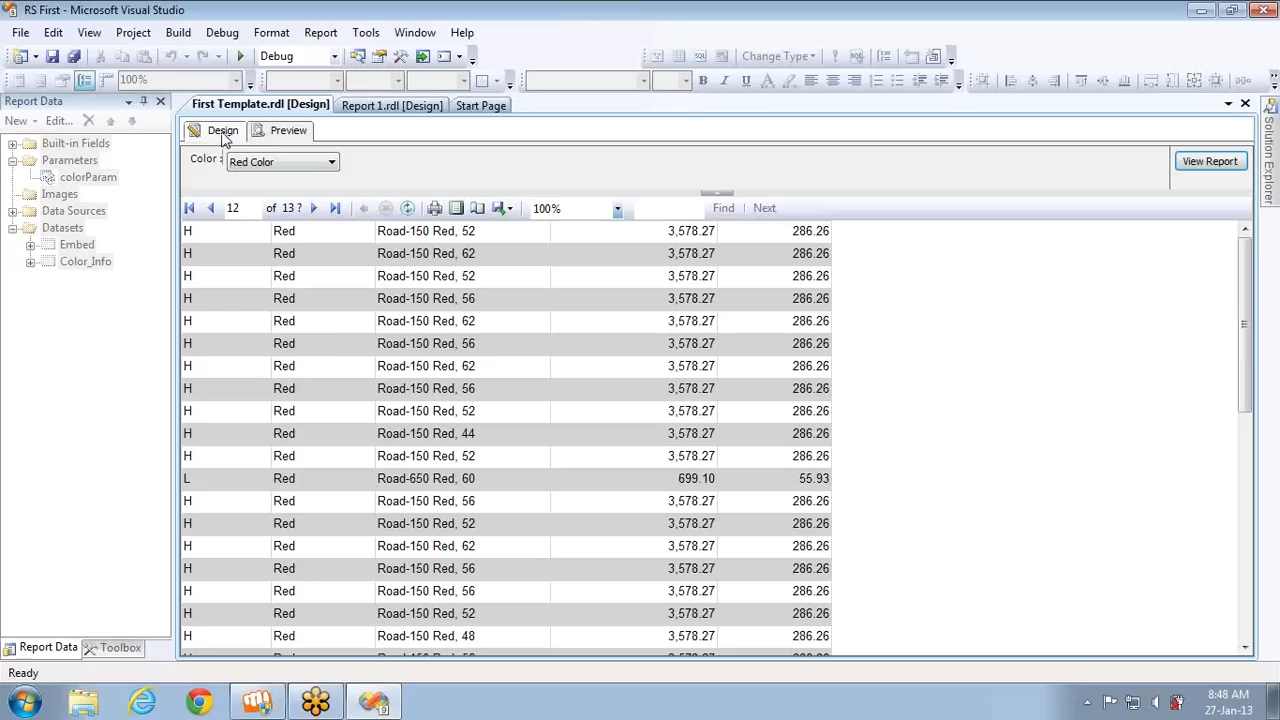 RS First - Microsoft Visual Studio
File Edit View Project Build Debug Format Report Tools Window Help
Debug Change Type
100%
Report Data
First Template.rdl [Design] Report 1.rdl [Design] Start Page
New Edit...
Design Preview
Built-in Fields
Parameters
colorParam
Images
Data Sources
Datasets
Embed
Color_Info
Color : Red Color View Report
12 of 13 ? 100% Find Next
H Red Road-150 Red, 52 3,578.27 286.26
H Red Road-150 Red, 62 3,578.27 286.26
H Red Road-150 Red, 52 3,578.27 286.26
H Red Road-150 Red, 56 3,578.27 286.26
H Red Road-150 Red, 62 3,578.27 286.26
H Red Road-150 Red, 56 3,578.27 286.26
H Red Road-150 Red, 62 3,578.27 286.26
H Red Road-150 Red, 56 3,578.27 286.26
H Red Road-150 Red, 52 3,578.27 286.26
H Red Road-150 Red, 44 3,578.27 286.26
H Red Road-150 Red, 52 3,578.27 286.26
L Red Road-650 Red, 60 699.10 55.93
H Red Road-150 Red, 56 3,578.27 286.26
H Red Road-150 Red, 52 3,578.27 286.26
H Red Road-150 Red, 62 3,578.27 286.26
H Red Road-150 Red, 56 3,578.27 286.26
H Red Road-150 Red, 56 3,578.27 286.26
H Red Road-150 Red, 52 3,578.27 286.26
H Red Road-150 Red, 48 3,578.27 286.26
Solution Explorer
Report Data Toolbox
Ready
8:48 AM
27-Jan-13